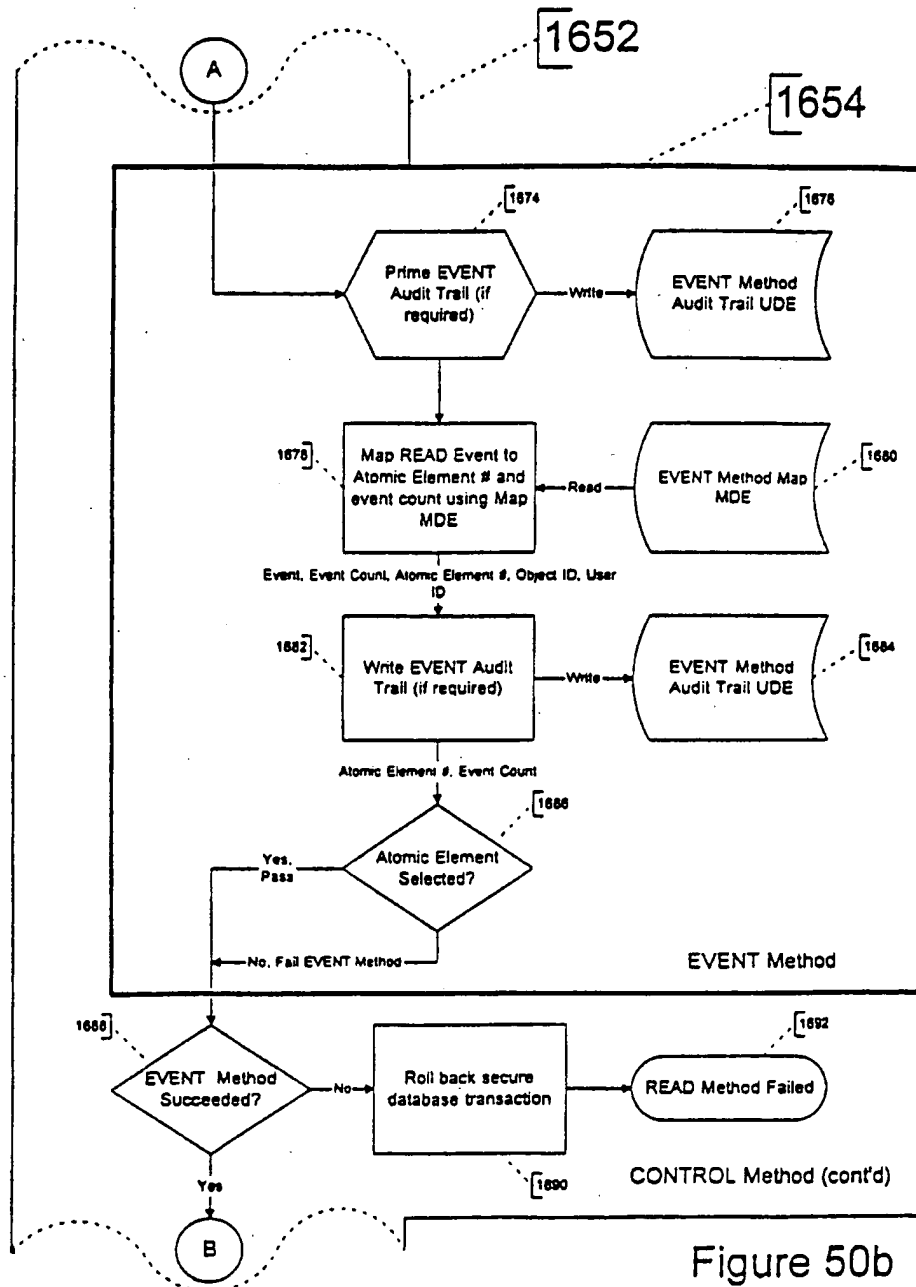 A
1652
1654
1674
1676
Prime EVENT
Audit Trail (if
required)
Write
EVENT Method
Audit Trail UDE
1678
Map READ Event to
Atomic Element # and
event count using Map
MDE
Read
EVENT Method Map
MDE
1680
Event, Event Count, Atomic Element #, Object ID, User
ID
1682
Write EVENT Audit
Trail (if required)
Write
EVENT Method
Audit Trail UDE
1684
Atomic Element #, Event Count
1686
Atomic Element
Selected?
Yes,
Pass
No, Fail EVENT Method
EVENT Method
1688
EVENT Method
Succeeded?
No
Roll back secure
database transaction
1692
READ Method Failed
1690
CONTROL Method (cont'd)
Yes
B
Figure 50b